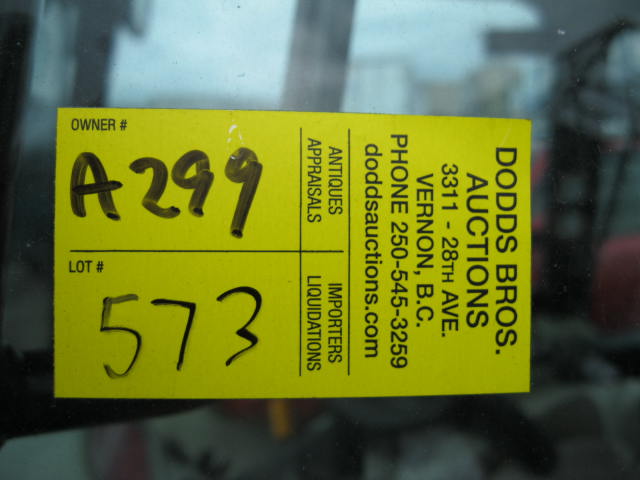 DODDS BROS.
AUCTIONS
3311 - 28TH AVE.
VERNON, B.C.
PHONE 250-545-3259
doddsauctions.com
ANTIQUES
APPRAISALS
IMPORTERS
LIQUIDATIONS
OWNER #
A299
LOT #
573